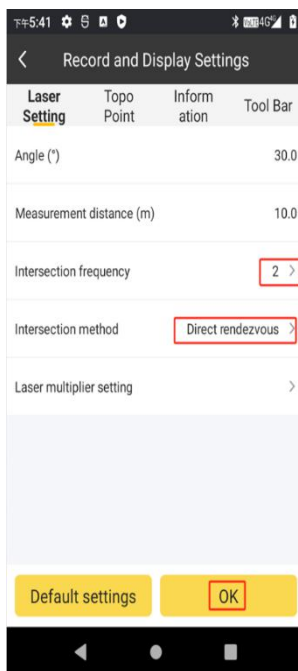 下午5:41 4G
Record and Display Settings
Laser Setting
Topo Point
Inform ation
Tool Bar
Angle (°) 30.0
Measurement distance (m) 10.0
Intersection frequency 2
Intersection method Direct rendezvous
Laser multiplier setting
Default settings OK